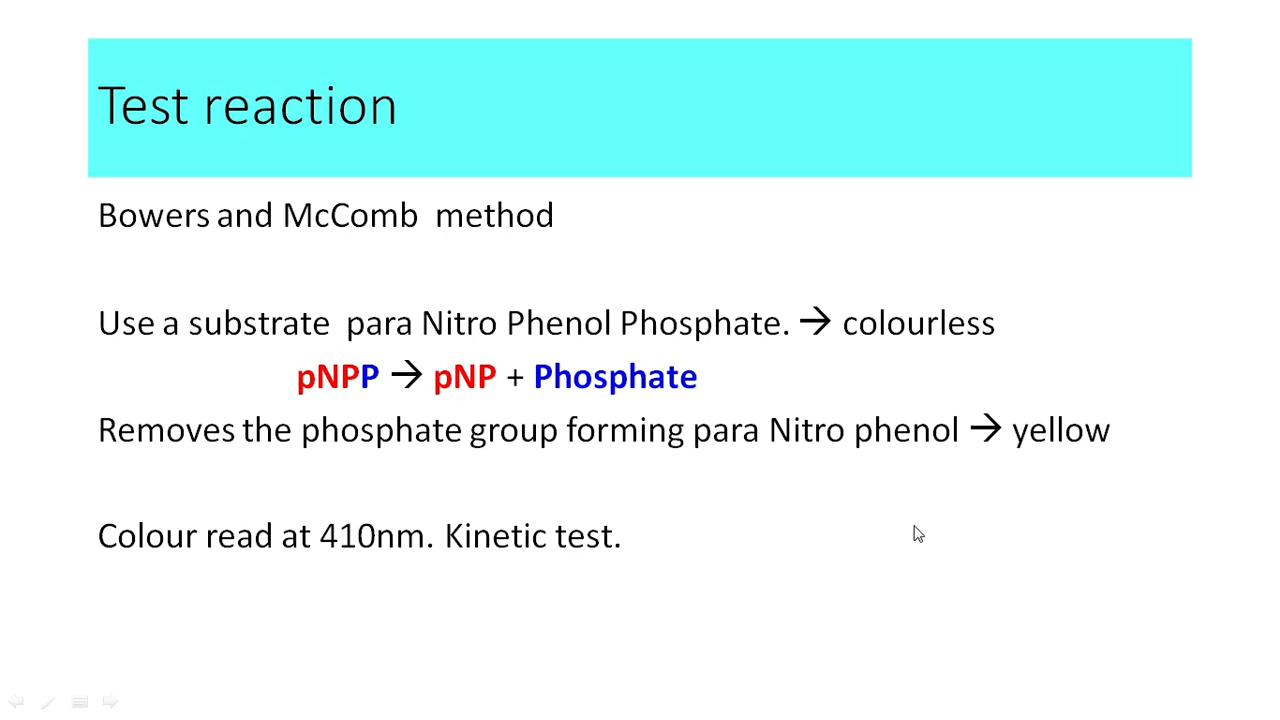 Test reaction
Bowers and McComb method
Use a substrate para Nitro Phenol Phosphate. → colourless
pNPP → pNP + Phosphate
Removes the phosphate group forming para Nitro phenol → yellow
Colour read at 410nm. Kinetic test.